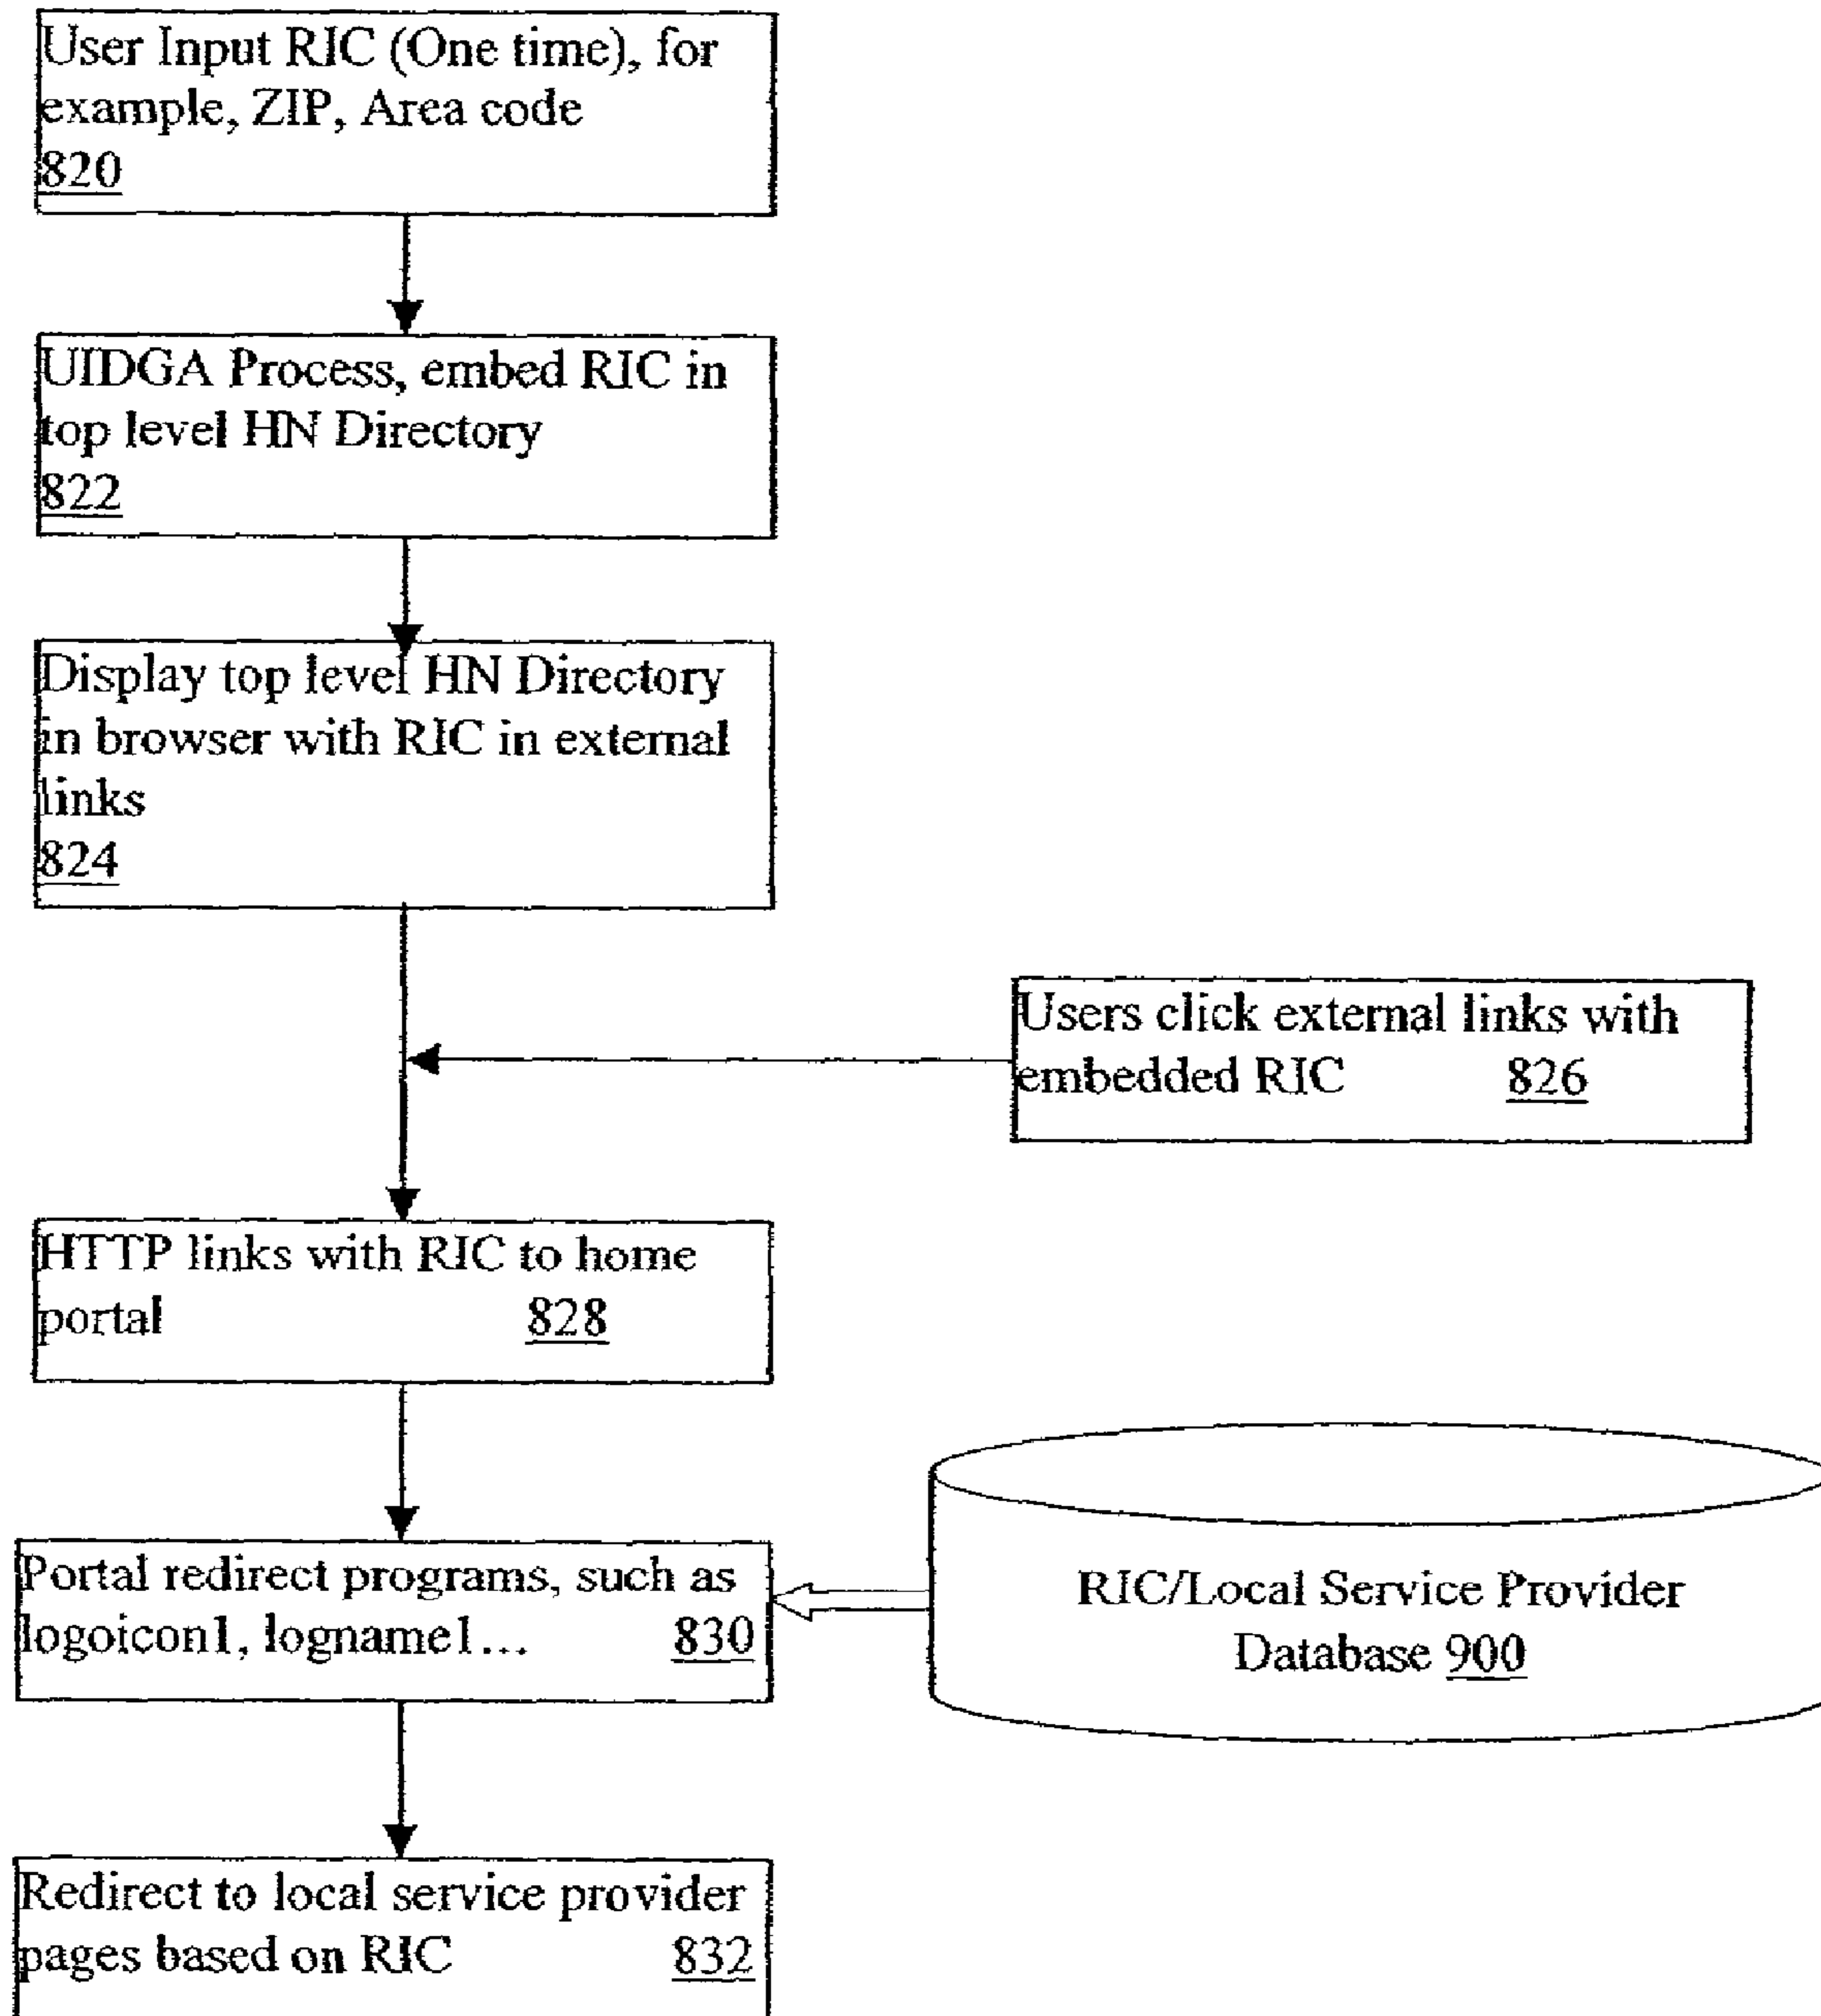 User Input RIC (One time), for
example, ZIP, Area code
820
UIDGA Process, embed RIC in
top level HN Directory
822
Display top level HN Directory
in browser with RIC in external
links
824
Users click external links with
embedded RIC 826
HTTP links with RIC to home
portal 828
Portal redirect programs, such as
logoicon1, logname1... 830
RIC/Local Service Provider
Database 900
Redirect to local service provider
pages based on RIC 832